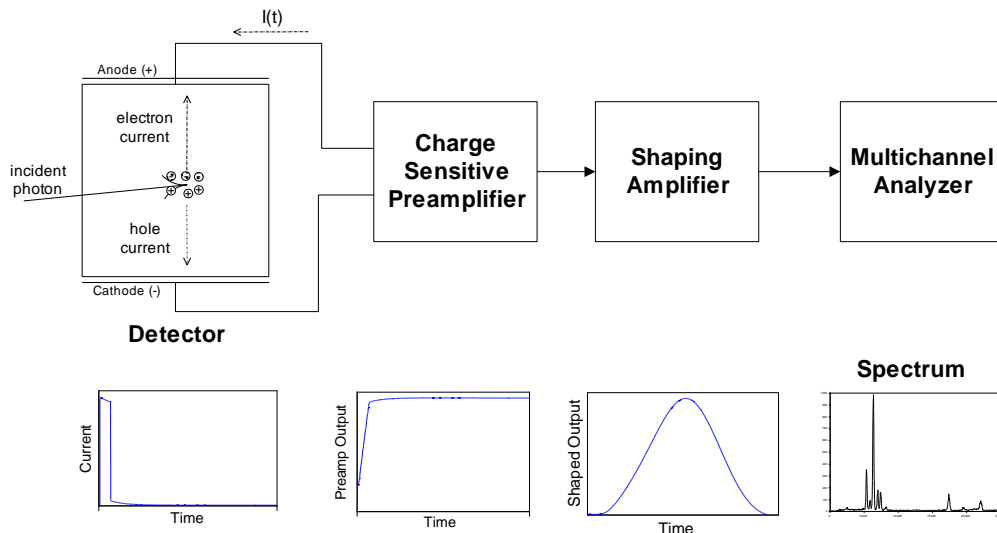 I(t)
Anode (+)
electron
current
incident
photon
hole
current
Cathode (-)
Detector
Charge
Sensitive
Preamplifier
Shaping
Amplifier
Multichannel
Analyzer
Current
Time
Preamp Output
Time
Shaped Output
Time
Spectrum